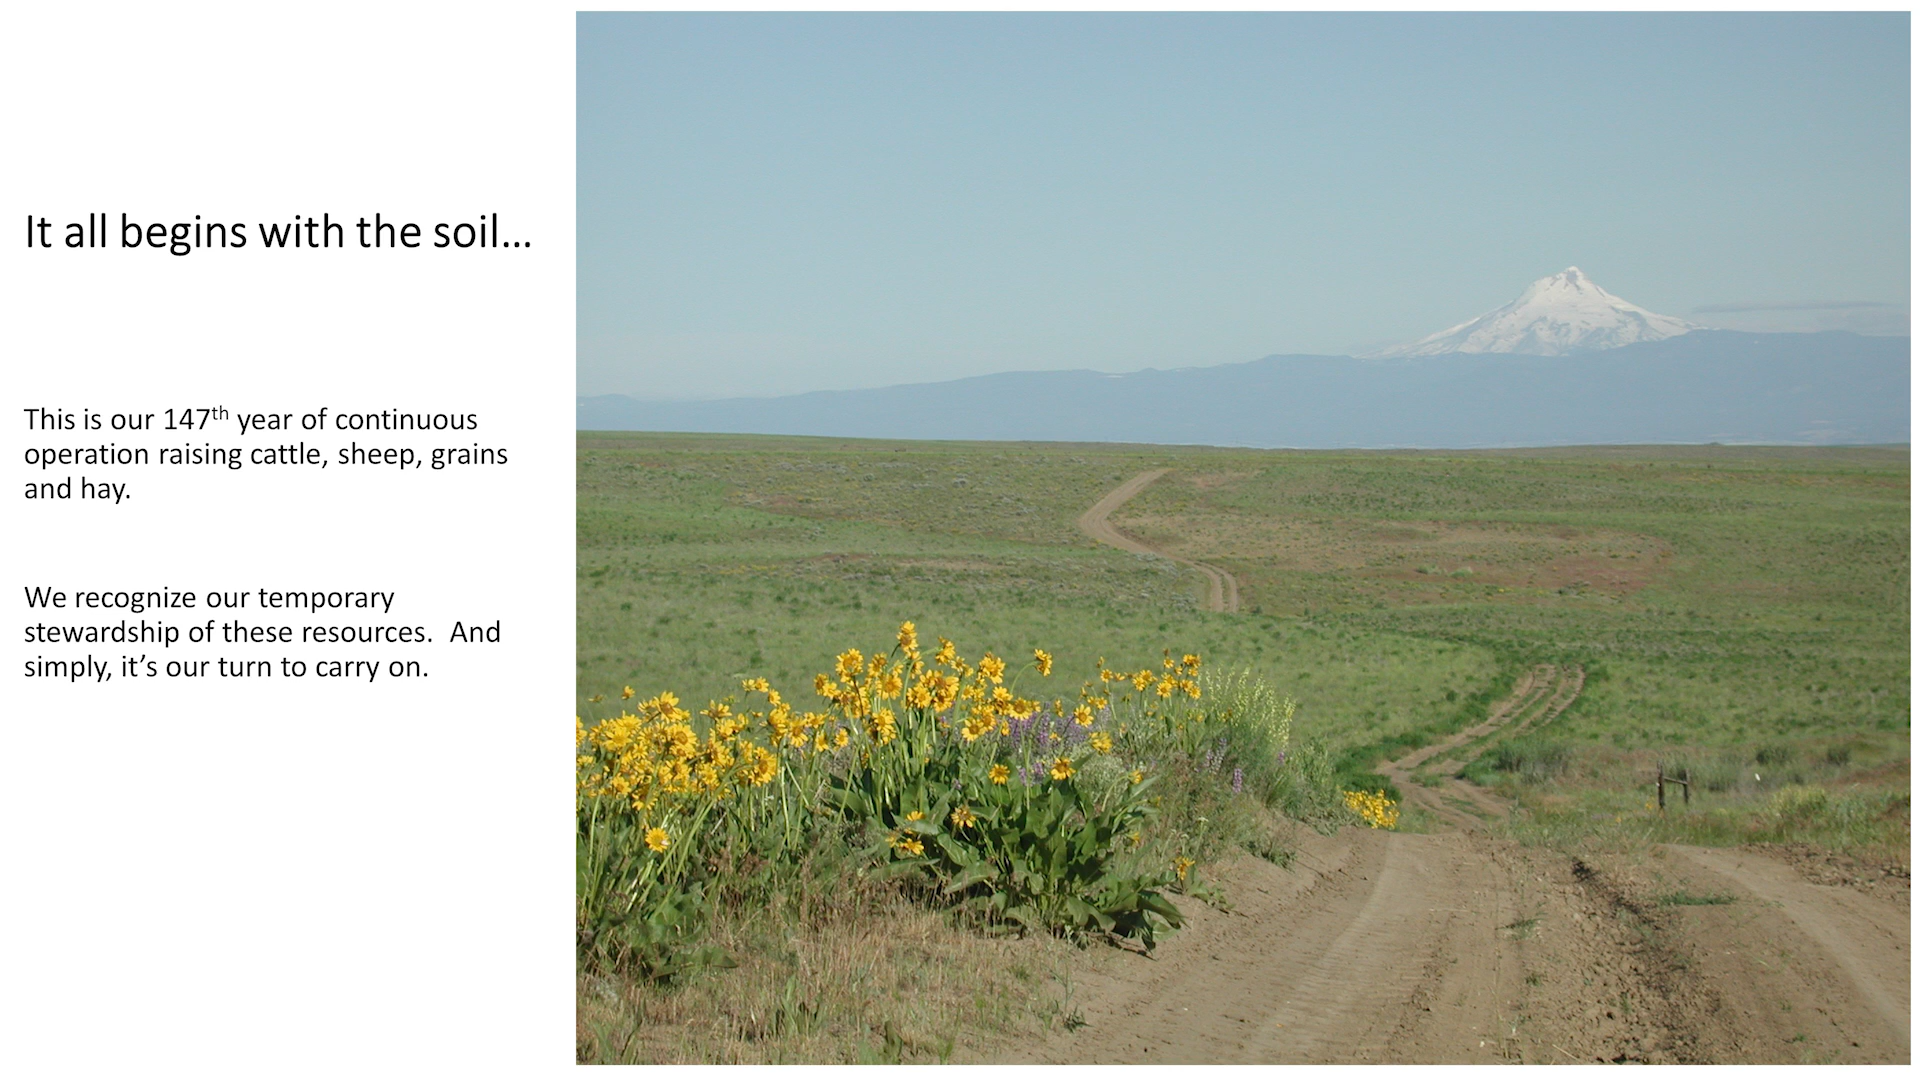 It all begins with the soil…
This is our 147th year of continuous
operation raising cattle, sheep, grains
and hay.
We recognize our temporary
stewardship of these resources.  And
simply, it’s our turn to carry on.